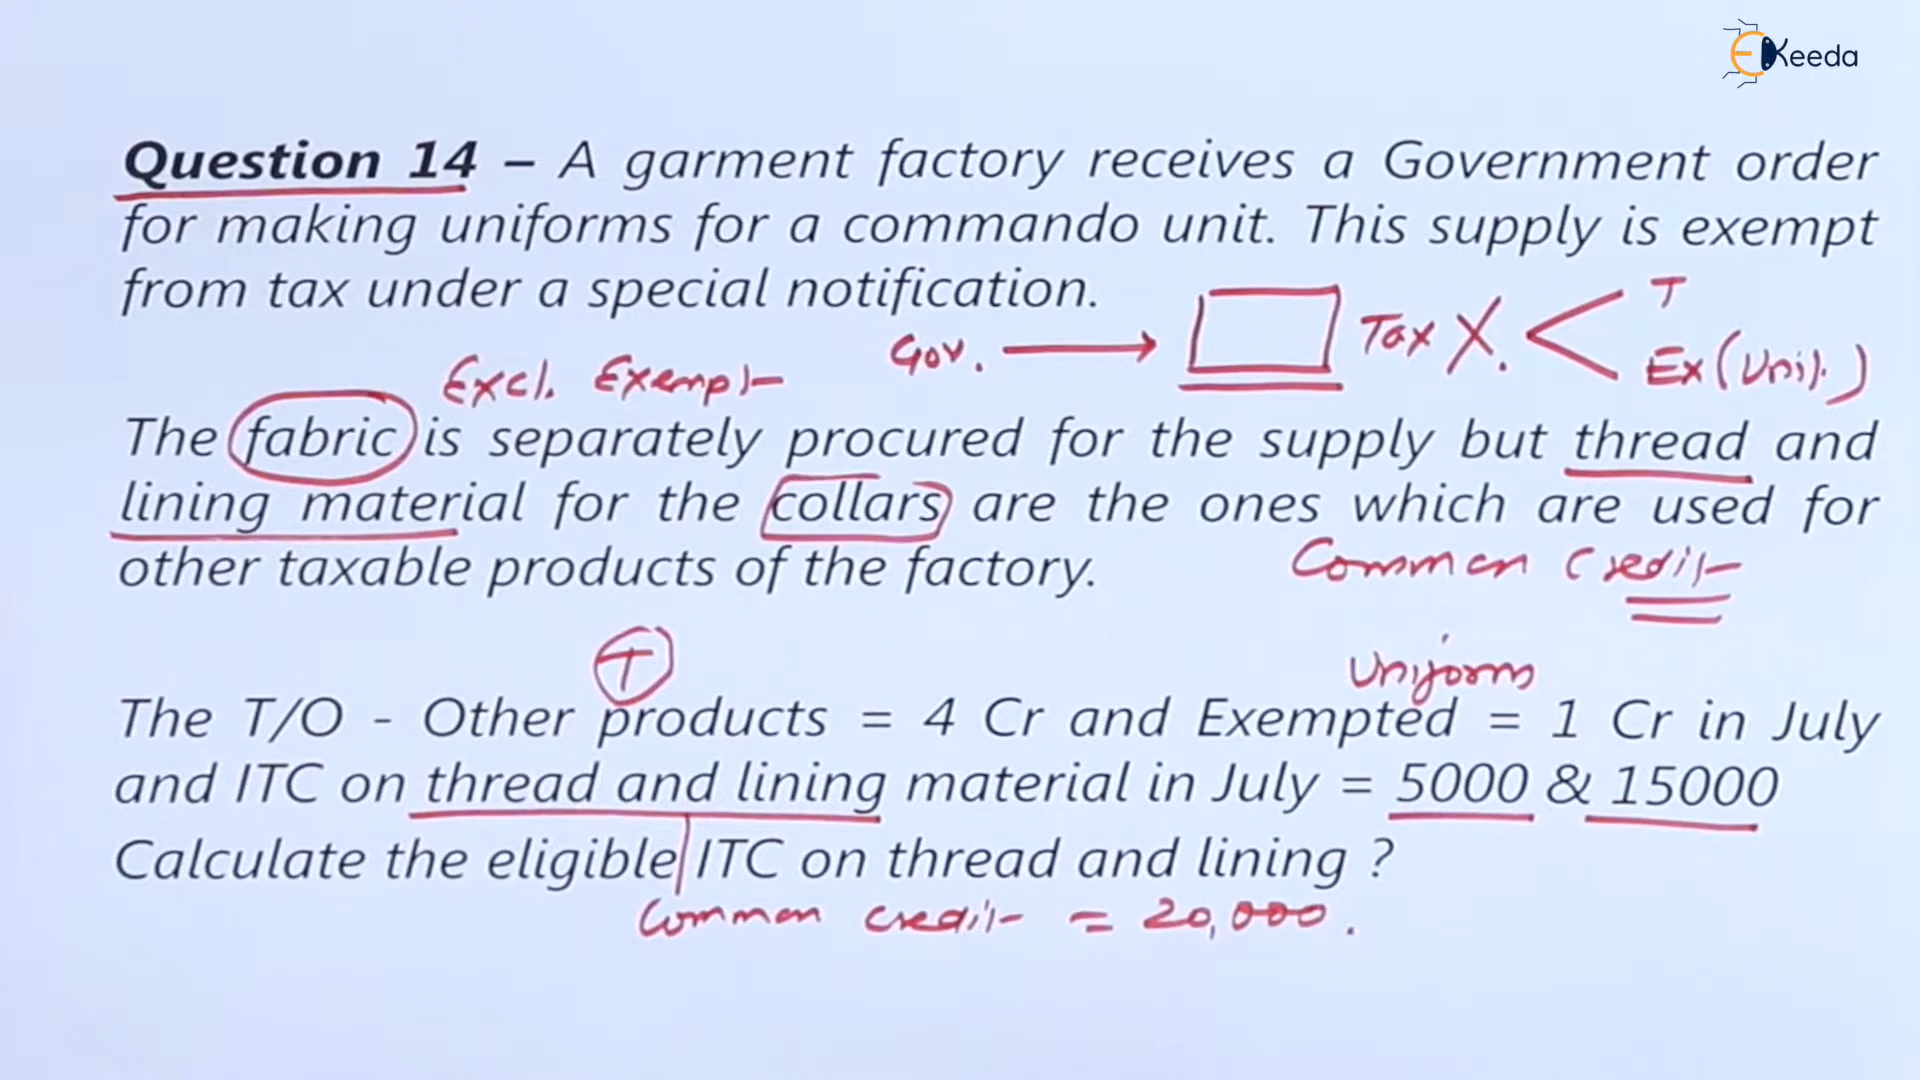 EKeeda
Question 14 – A garment factory receives a Government order
for making uniforms for a commando unit. This supply is exempt
from tax under a special notification.
T
Gov. → Tax X.
Ex (Uni.)
Excl. Exempt
The fabric is separately procured for the supply but thread and
lining material for the collars are the ones which are used for
other taxable products of the factory.
Common Credit
T
Uniform
The T/O - Other products = 4 Cr and Exempted = 1 Cr in July
and ITC on thread and lining material in July = 5000 & 15000
Calculate the eligible ITC on thread and lining ?
Common credit = 20,000.